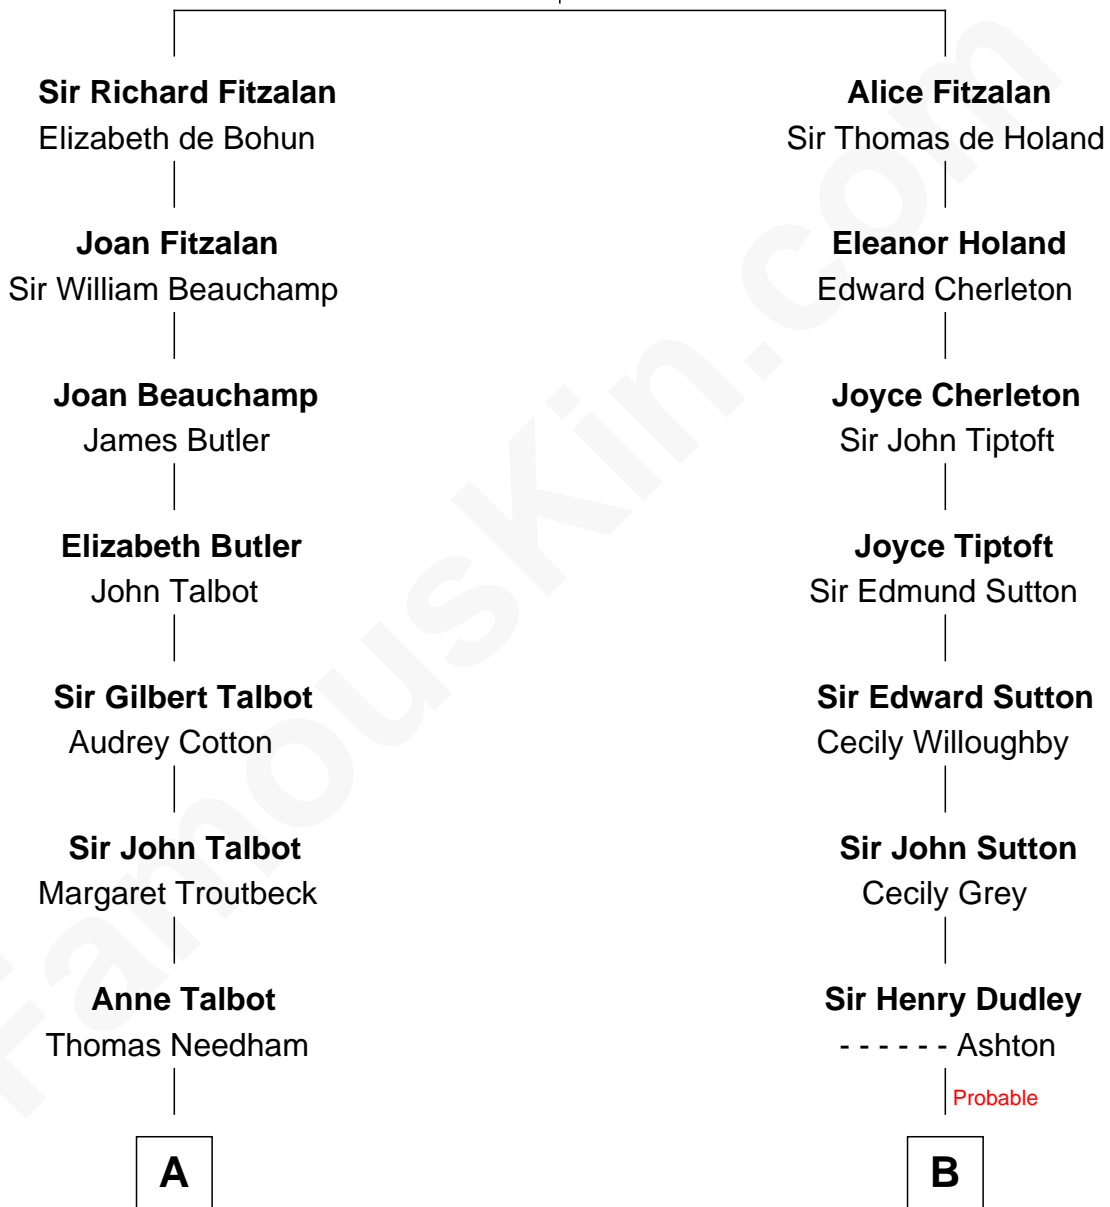 Sir Richard Fitzalan
Elizabeth de Bohun
Joan Fitzalan
Sir William Beauchamp
Joan Beauchamp
James Butler
Elizabeth Butler
John Talbot
Sir Gilbert Talbot
Audrey Cotton
Sir John Talbot
Margaret Troutbeck
Anne Talbot
Thomas Needham
A
Alice Fitzalan
Sir Thomas de Holand
Eleanor Holand
Edward Cherleton
Joyce Cherleton
Sir John Tiptoft
Joyce Tiptoft
Sir Edmund Sutton
Sir Edward Sutton
Cecily Willoughby
Sir John Sutton
Cecily Grey
Sir Henry Dudley
- - - - - - Ashton
Probable
B
FamousKin.com